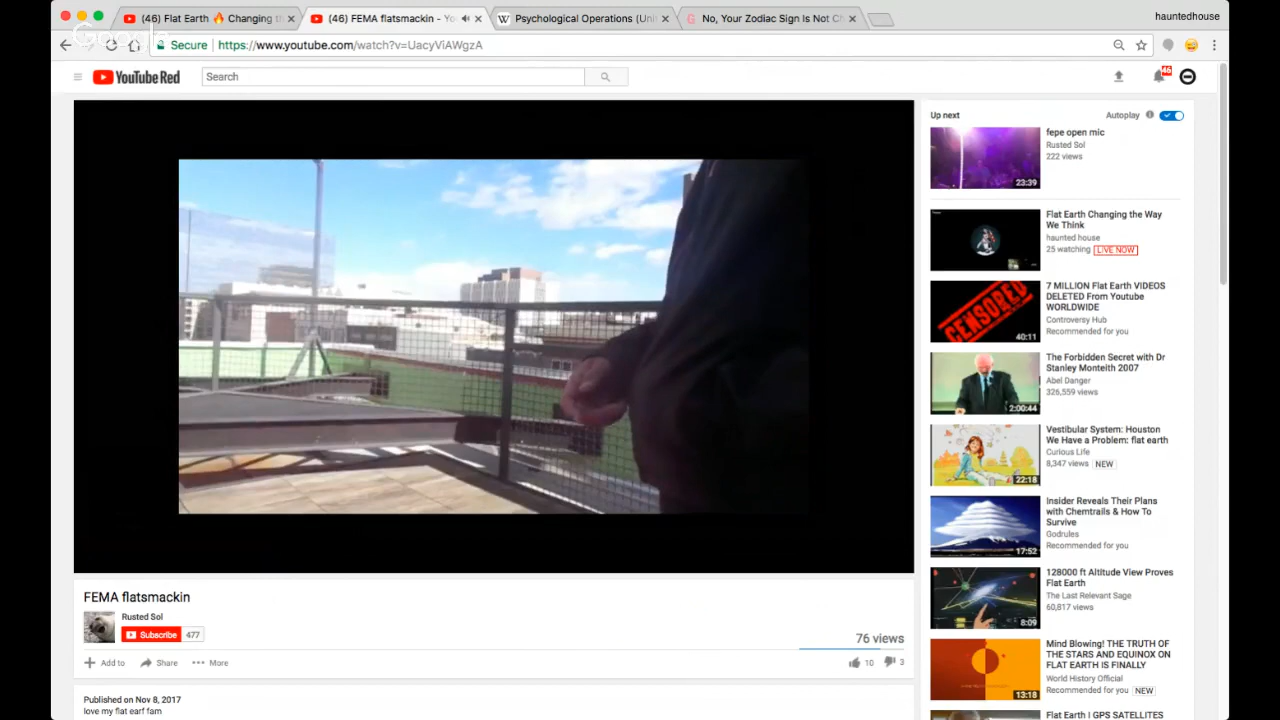 (46) Flat Earth 🔥 Changing th
(46) FEMA flatsmackin - Yo
Psychological Operations (Uni
No, Your Zodiac Sign Is Not C
hauntedhouse
Google
Secure
https://www.youtube.com/watch?v=UacyViAWgzA
YouTube Red
Search
46
Up next
Autoplay
fepe open mic
Rusted Sol
222 views
23:39
Flat Earth Changing the Way
We Think
haunted house
25 watching LIVE NOW
CENSORED
7 MILLION Flat Earth VIDEOS
DELETED From Youtube
WORLDWIDE
Controversy Hub
Recommended for you
40:11
The Forbidden Secret with Dr
Stanley Monteith 2007
Abel Danger
326,559 views
2:00:44
Vestibular System: Houston
We Have a Problem: flat earth
Curious Life
8,347 views NEW
22:18
Insider Reveals Their Plans
with Chemtrails & How To
Survive
Godrules
Recommended for you
17:52
128000 ft Altitude View Proves
Flat Earth
The Last Relevant Sage
60,817 views
8:09
Mind Blowing! THE TRUTH OF
THE STARS AND EQUINOX ON
FLAT EARTH IS FINALLY
World History Official
Recommended for you NEW
13:18
Flat Earth I GPS SATELLITES
FEMA flatsmackin
Rusted Sol
Subscribe 477
76 views
Add to Share More
10 3
Published on Nov 8, 2017
love my flat earf fam